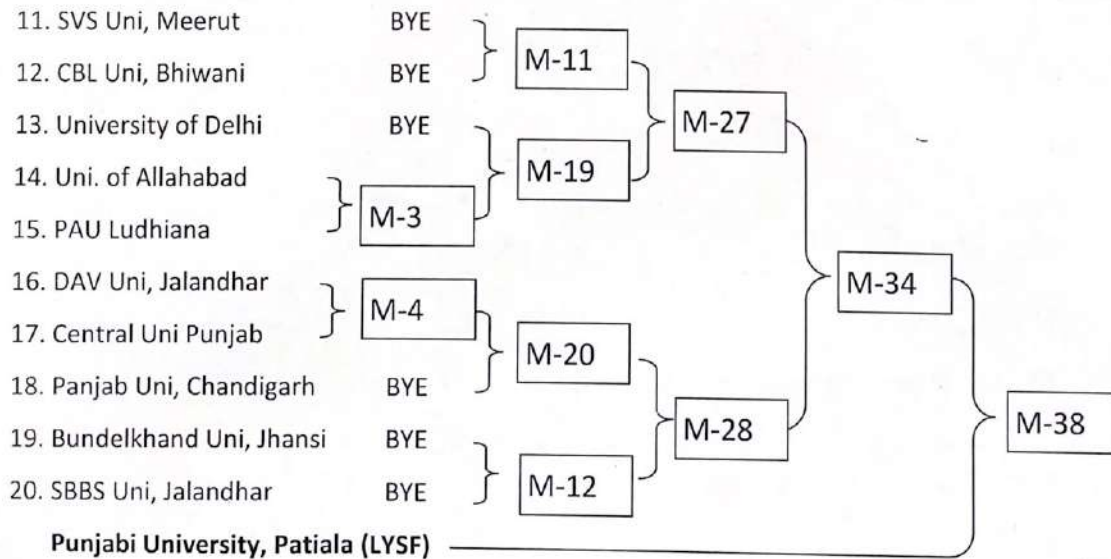 11. SVS Uni, Meerut BYE
M-11
12. CBL Uni, Bhiwani BYE
M-27
13. University of Delhi BYE
M-19
14. Uni. of Allahabad
M-3
15. PAU Ludhiana
16. DAV Uni, Jalandhar
M-34
M-4
17. Central Uni Punjab
M-20
18. Panjab Uni, Chandigarh BYE
M-38
M-28
19. Bundelkhand Uni, Jhansi BYE
M-12
20. SBBS Uni, Jalandhar BYE
Punjabi University, Patiala (LYSF)